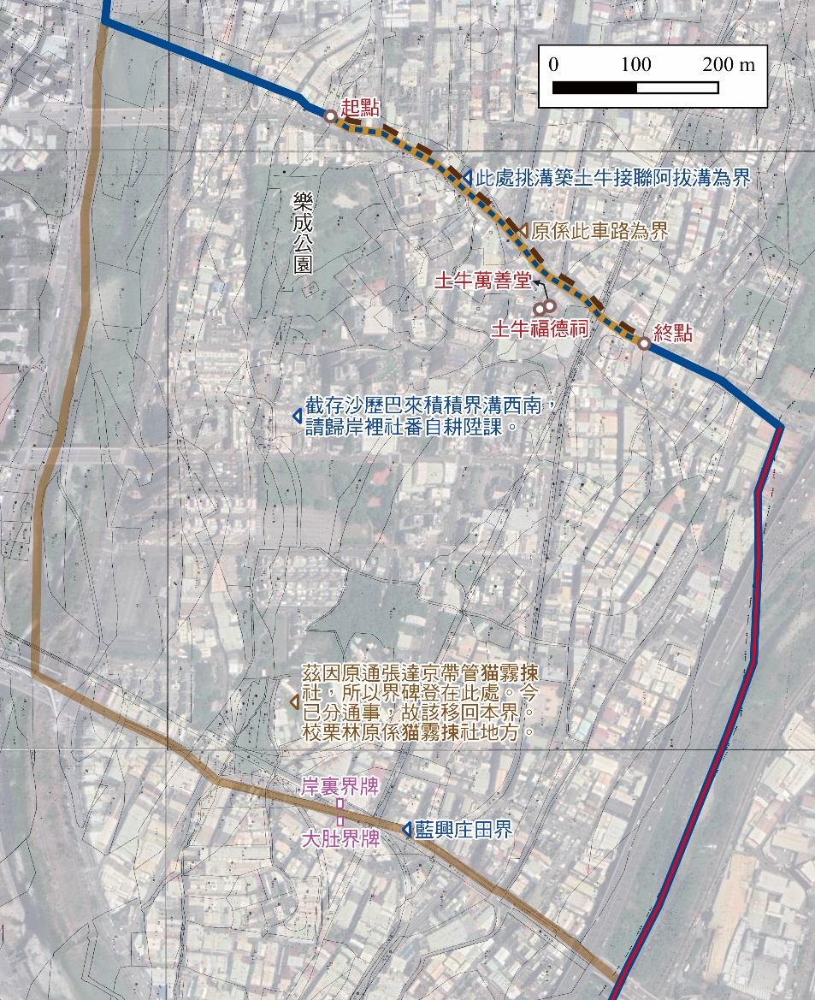 0 100 200 m
起點
此處挑溝築土牛接聯阿拔溝為界
樂成公園
原係此車路為界
土牛萬善堂
土牛福德祠
終點
截存沙歷巴來積積界溝西南，
請歸岸裡社番自耕陞課。
茲因原通張達京帶管猫霧捒
社，所以界碑登在此處。今
已分通事，故該移回本界。
校栗林原係猫霧捒社地方。
岸裏界牌
大肚界牌
藍興庄田界